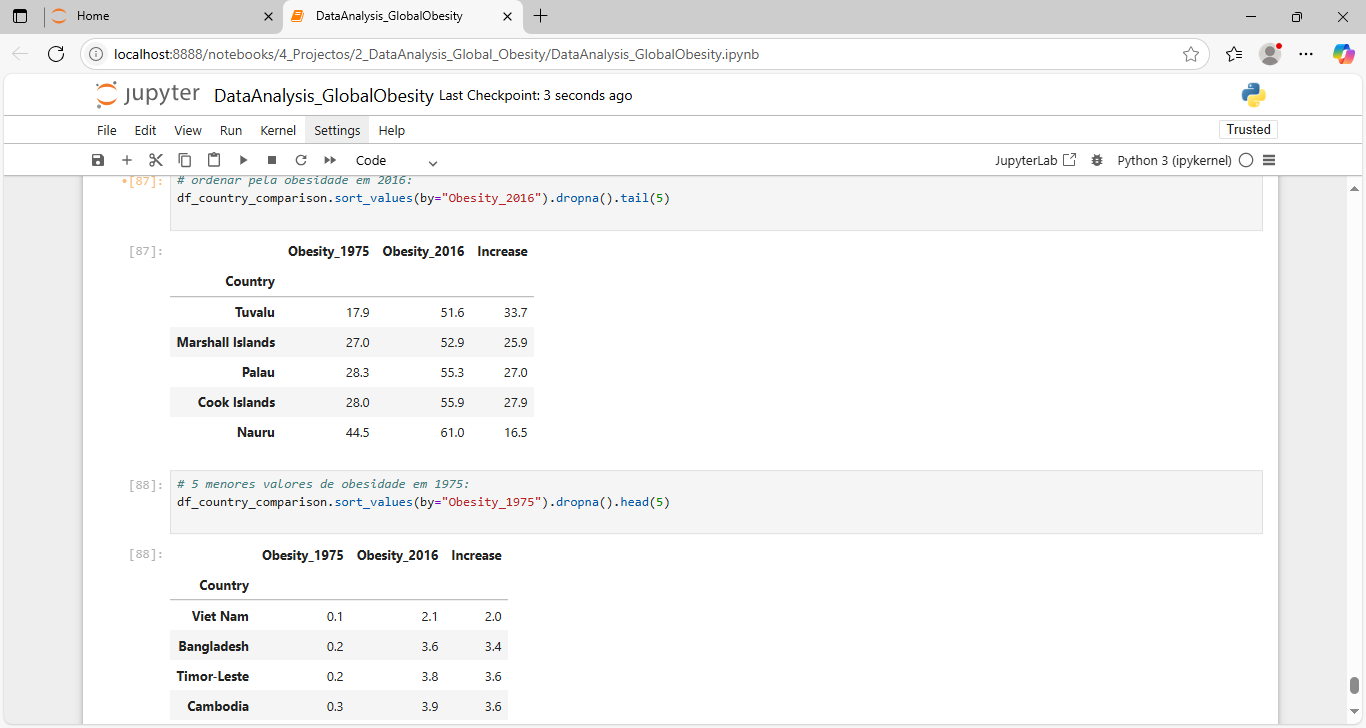 Home
DataAnalysis_GlobalObesity
localhost:8888/notebooks/4_Projectos/2_DataAnalysis_Global_Obesity/DataAnalysis_GlobalObesity.ipynb
jupyter DataAnalysis_GlobalObesity Last Checkpoint: 3 seconds ago
File Edit View Run Kernel Settings Help
Trusted
Code
JupyterLab
Python 3 (ipykernel)
•[87]: # ordenar pela obesidade em 2016:
df_country_comparison.sort_values(by="Obesity_2016").dropna().tail(5)
[87]: Obesity_1975 Obesity_2016 Increase
Country
Tuvalu 17.9 51.6 33.7
Marshall Islands 27.0 52.9 25.9
Palau 28.3 55.3 27.0
Cook Islands 28.0 55.9 27.9
Nauru 44.5 61.0 16.5
[88]: # 5 menores valores de obesidade em 1975:
df_country_comparison.sort_values(by="Obesity_1975").dropna().head(5)
[88]: Obesity_1975 Obesity_2016 Increase
Country
Viet Nam 0.1 2.1 2.0
Bangladesh 0.2 3.6 3.4
Timor-Leste 0.2 3.8 3.6
Cambodia 0.3 3.9 3.6